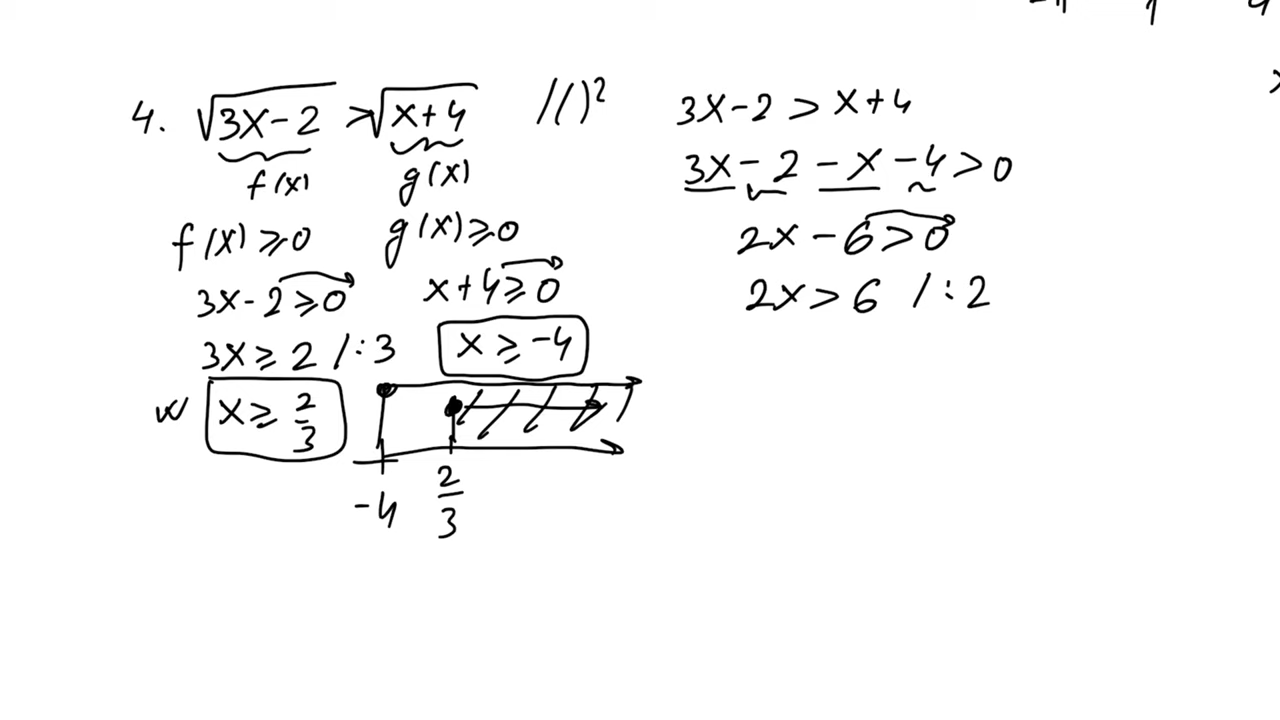 4. √(3x-2) > √(x+4) //()²
f(x) g(x)
f(x) ≥ 0 g(x) ≥ 0
3x-2 ≥ 0 x+4 ≥ 0
3x ≥ 2 /:3 x ≥ -4
x ≥ 2/3
-4 2/3
3x-2 > x+4
3x-2-x-4 > 0
2x-6 > 0
2x > 6 /:2